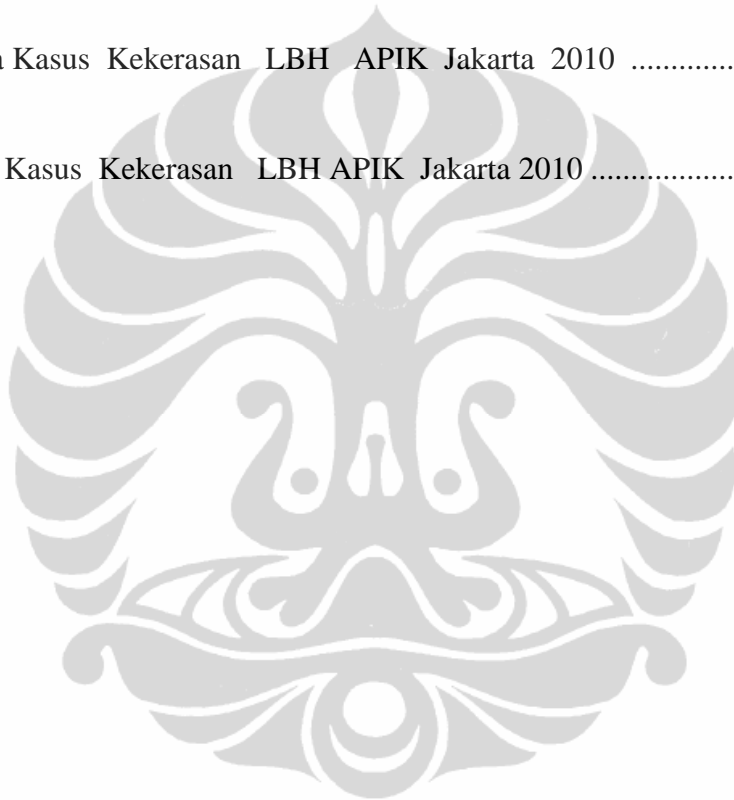 a Kasus Kekerasan LBH APIK Jakarta 2010 .............
Kasus Kekerasan LBH APIK Jakarta 2010 ..................